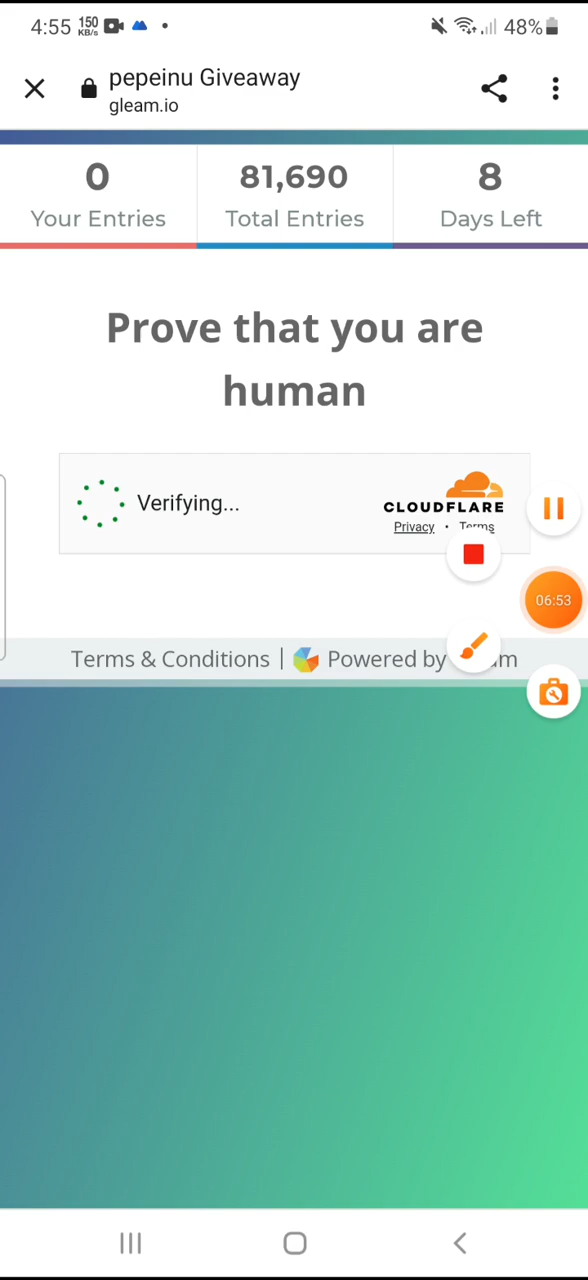 4:55 150 KB/s 48%
pepeinu Giveaway
gleam.io
0 81,690 8
Your Entries Total Entries Days Left
Prove that you are
human
Verifying...
CLOUDFLARE
Privacy • Terms
06:53
Terms & Conditions | Powered by